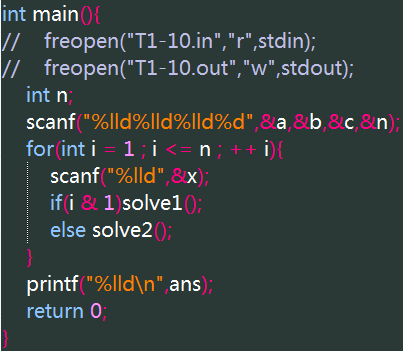 int main(){
//    freopen("T1-10.in","r",stdin);
//    freopen("T1-10.out","w",stdout);
    int n;
    scanf("%lld%lld%lld%d",&a,&b,&c,&n);
    for(int i = 1 ; i <= n ; ++ i){
        scanf("%lld",&x);
        if(i & 1)solve1();
        else solve2();
    }
    printf("%lld\n",ans);
    return 0;
}